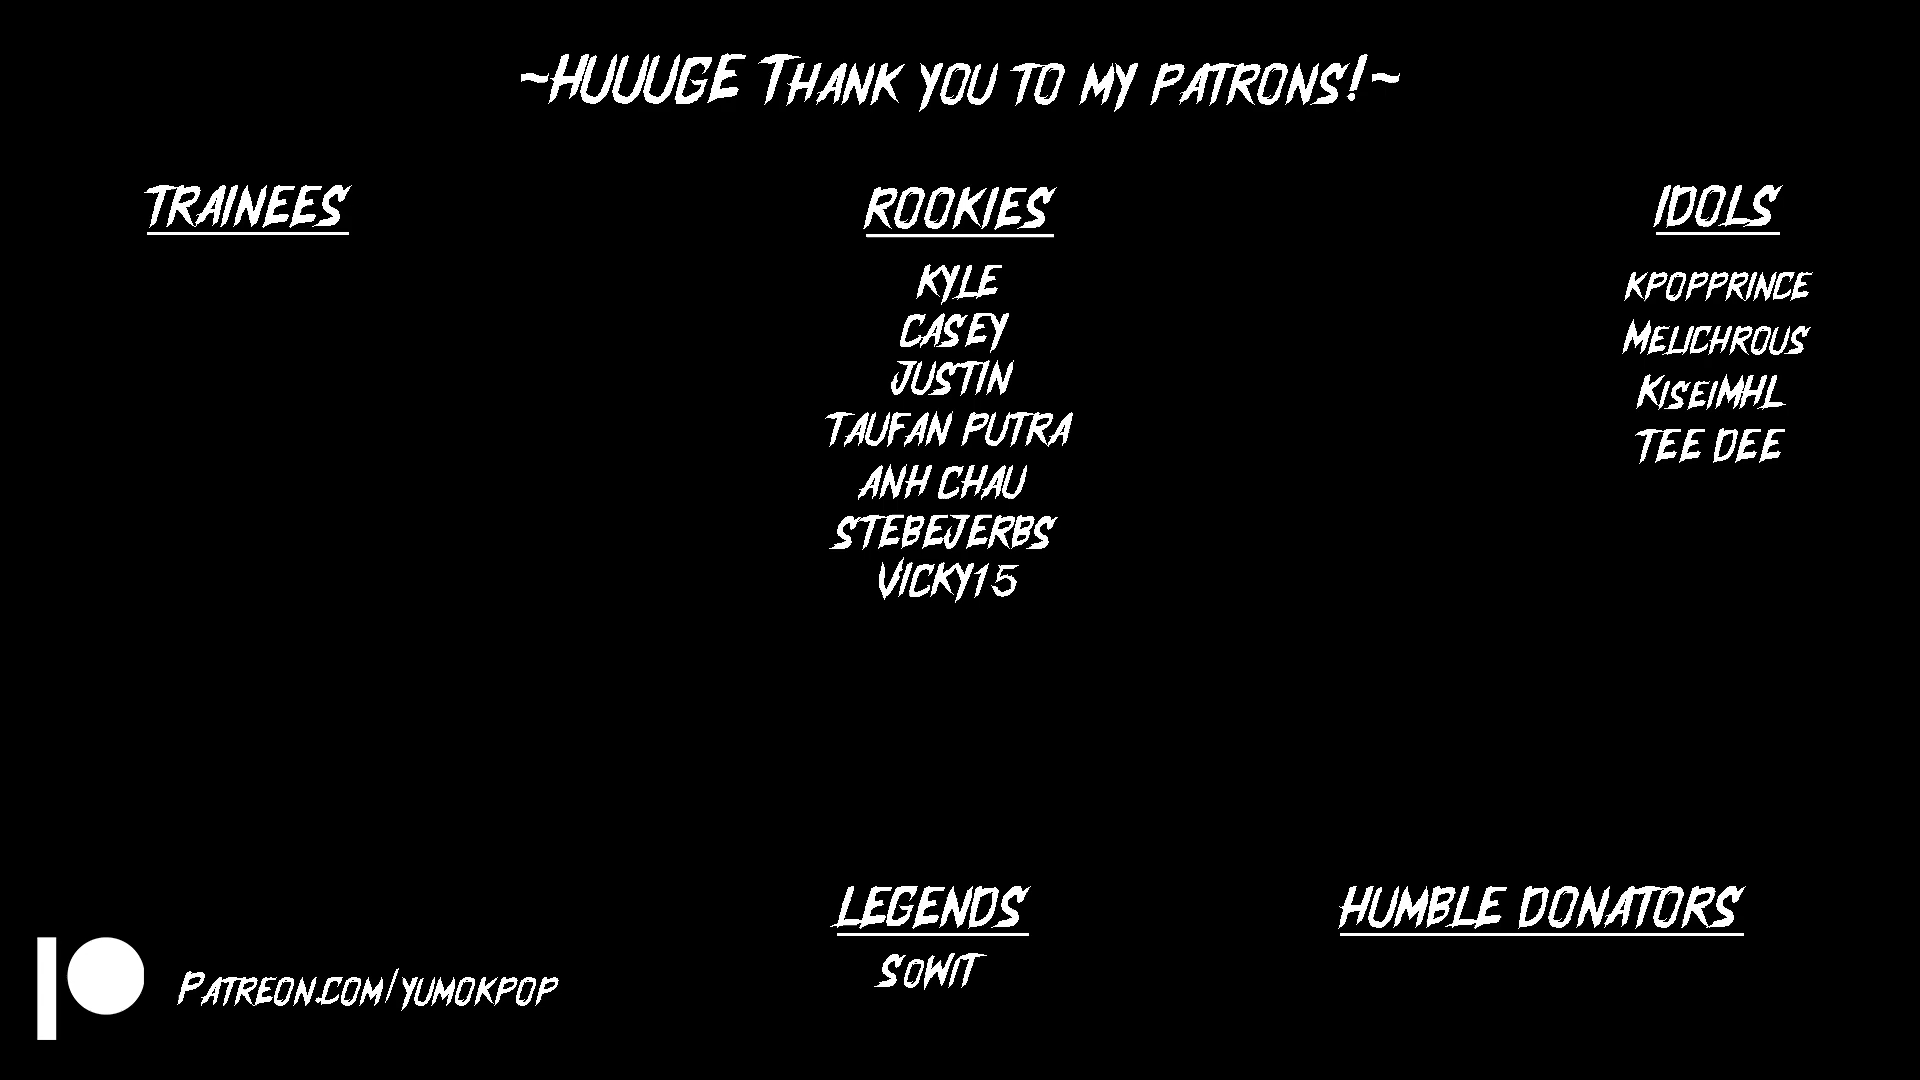 ~HUUUGE THANK YOU TO MY PATRONS!~
TRAINEES
ROOKIES
KYLE
CASEY
JUSTIN
TAUFAN PUTRA
ANH CHAU
STEBEJERBS
VICKY15
IDOLS
KPOPPRINCE
MELICHROUS
KISEIMHL
TEE DEE
LEGENDS
SOWIT
HUMBLE DONATORS
PATREON.COM/YUMOKPOP